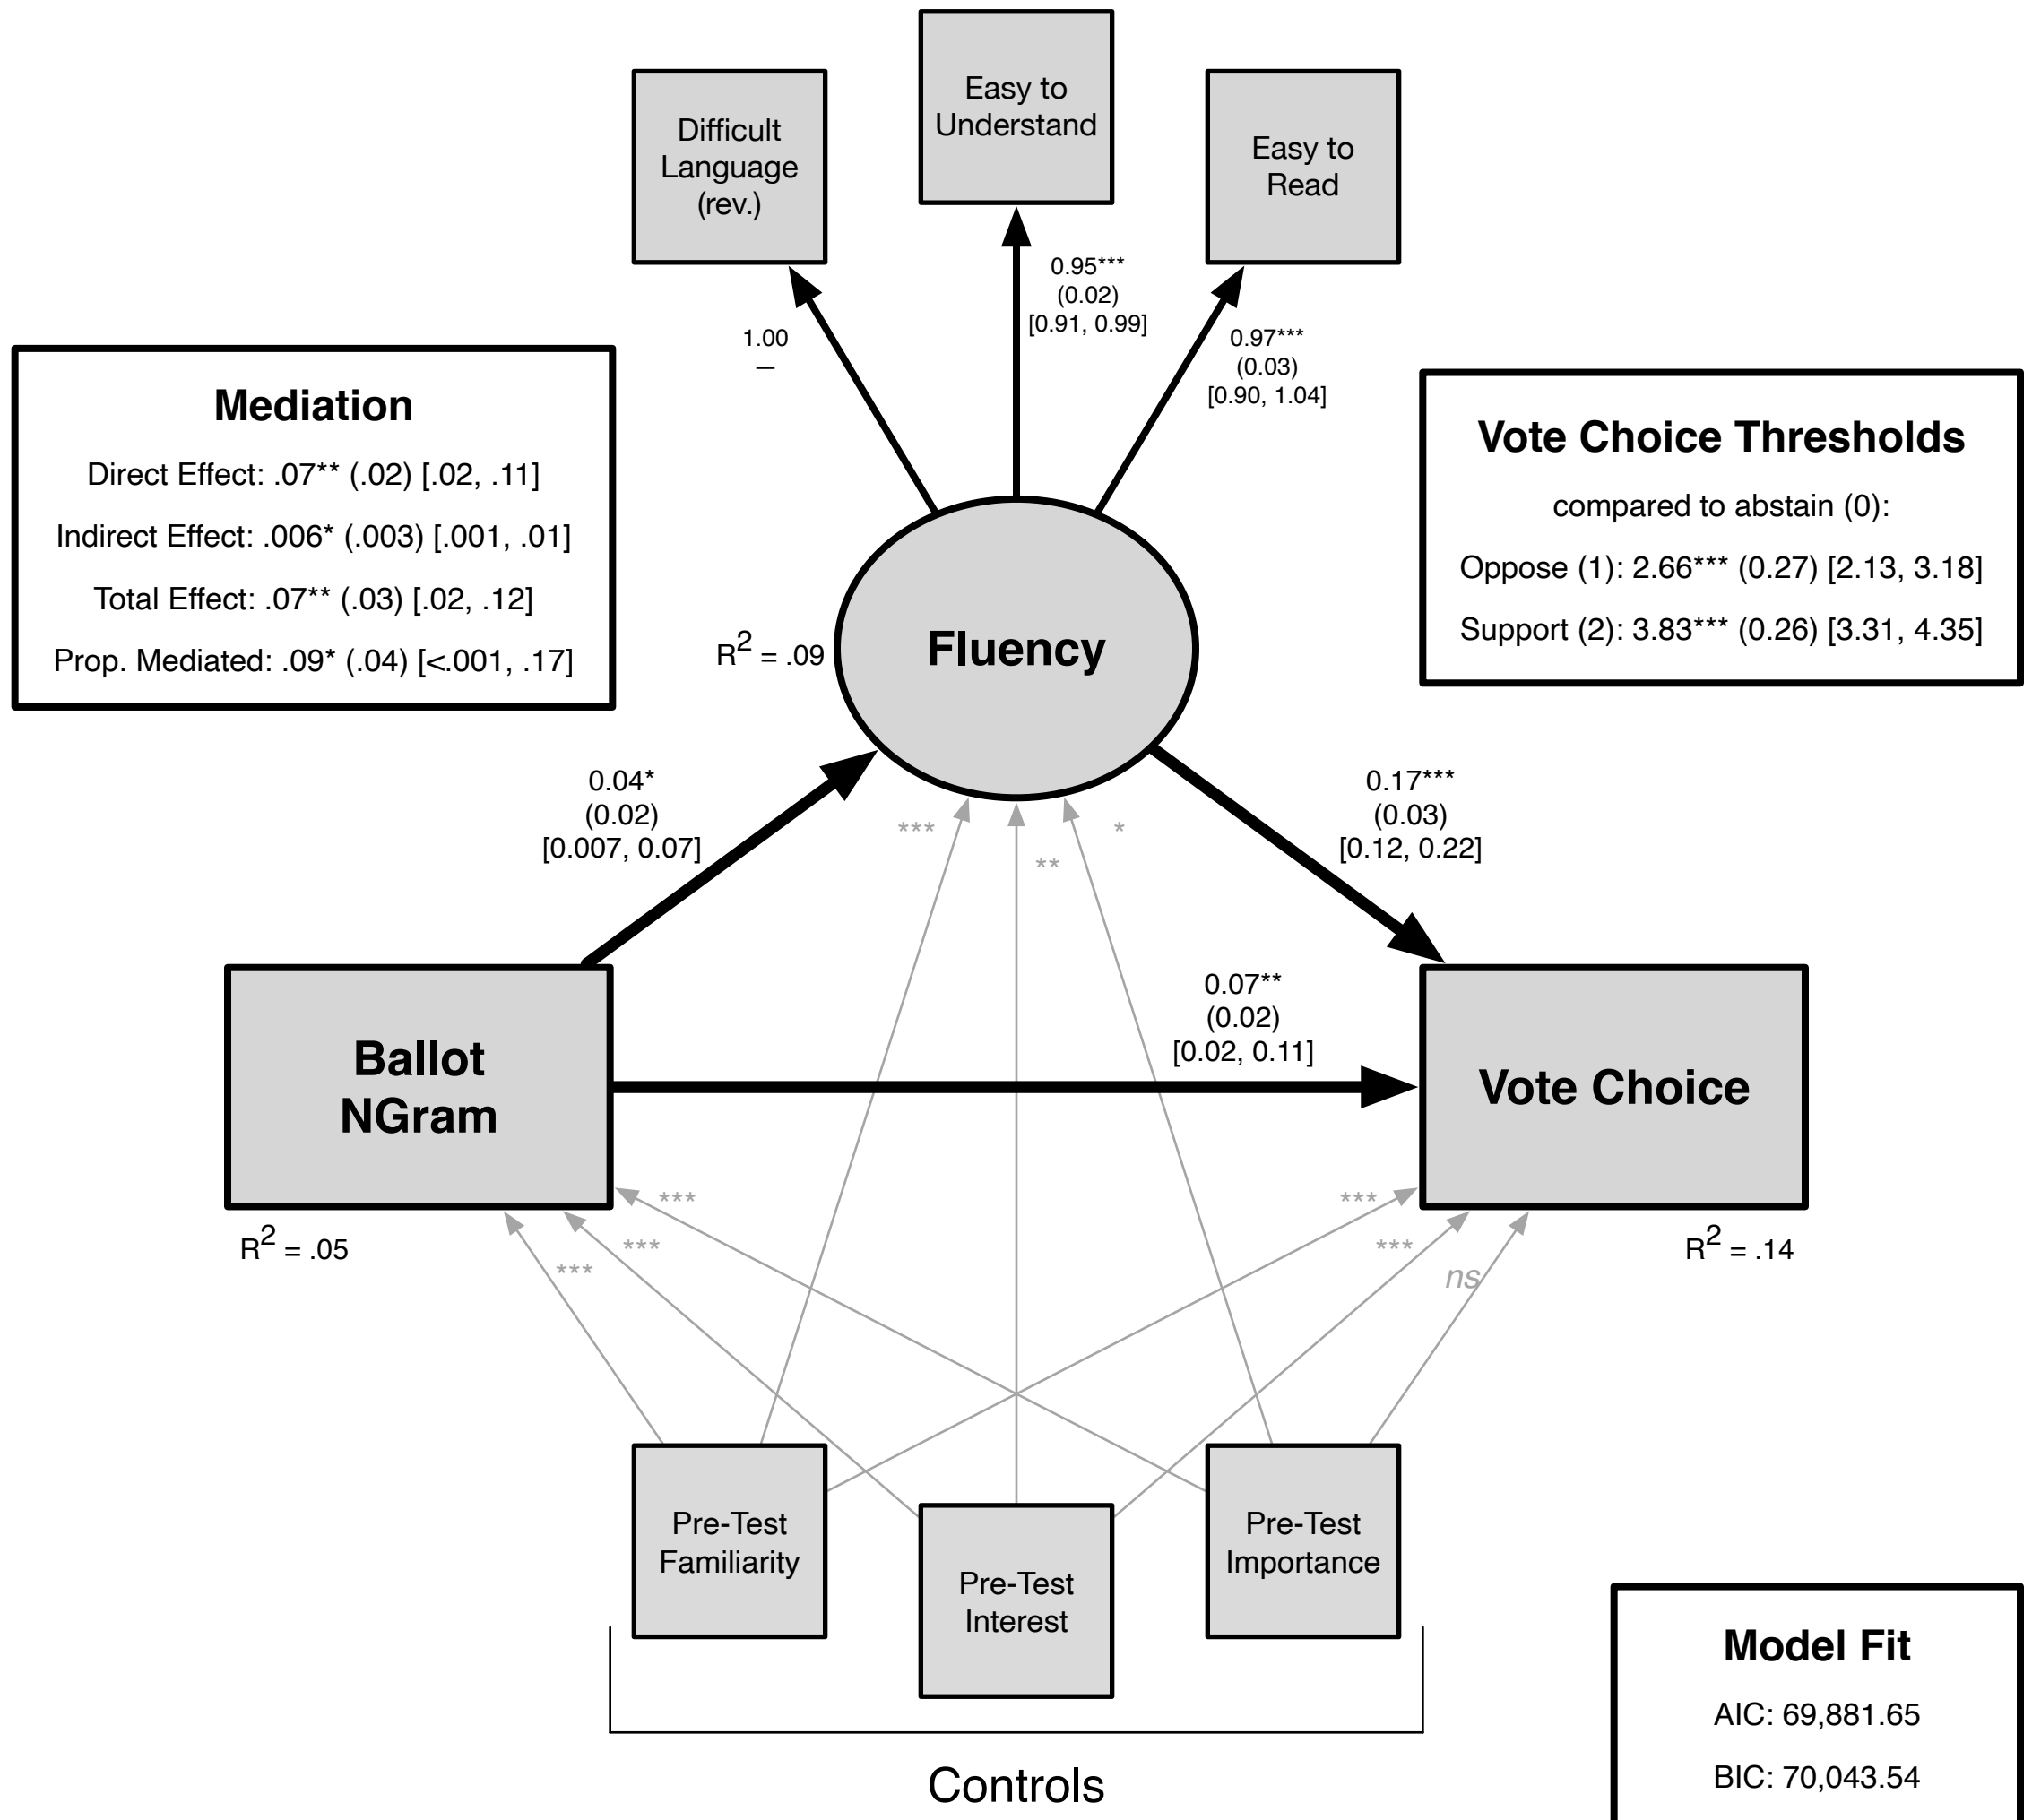 Easy to
Understand
Difficult
Language
(rev.)
Easy to
Read
0.95***
(0.02)
[0.91, 0.99]
1.00
—
0.97***
(0.03)
[0.90, 1.04]
Mediation
Direct Effect: .07** (.02) [.02, .11]
Indirect Effect: .006* (.003) [.001, .01]
Total Effect: .07** (.03) [.02, .12]
Prop. Mediated: .09* (.04) [<.001, .17]
Vote Choice Thresholds
compared to abstain (0):
Oppose (1): 2.66*** (0.27) [2.13, 3.18]
Support (2): 3.83*** (0.26) [3.31, 4.35]
R² = .09
Fluency
0.04*
(0.02)
[0.007, 0.07]
0.17***
(0.03)
[0.12, 0.22]
***
**
*
0.07**
(0.02)
[0.02, 0.11]
Ballot
NGram
Vote Choice
R² = .05
***
***
***
***
***
ns
R² = .14
Pre-Test
Familiarity
Pre-Test
Interest
Pre-Test
Importance
Controls
Model Fit
AIC: 69,881.65
BIC: 70,043.54